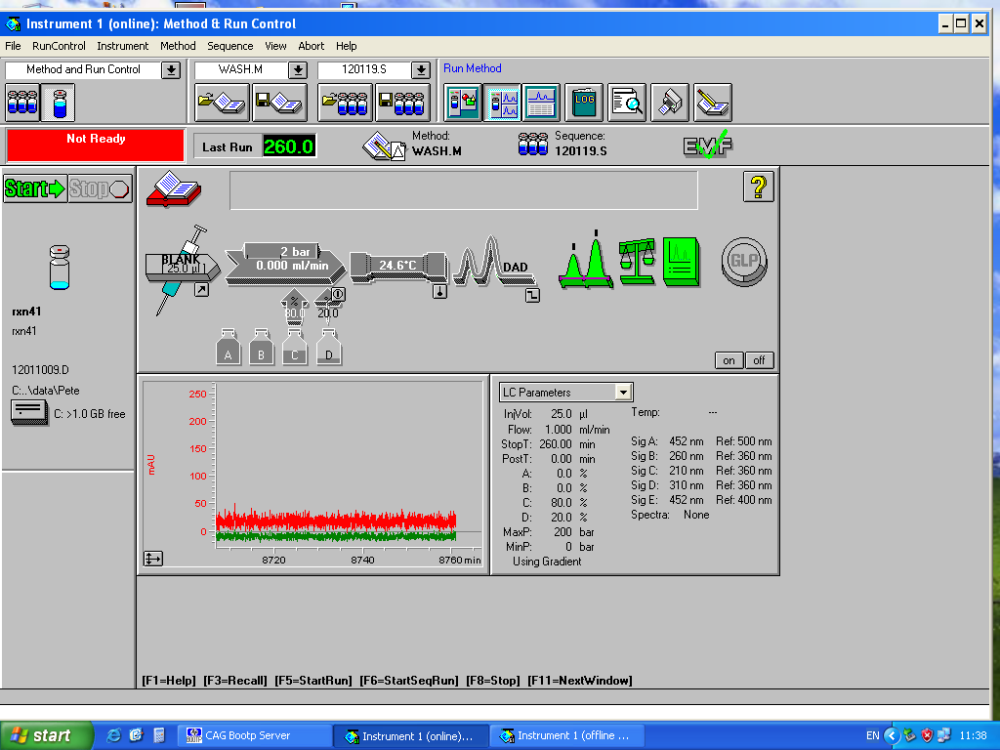 Instrument 1 (online): Method & Run Control
File RunControl Instrument Method Sequence View Abort Help
Method and Run Control WASH.M 120119.S Run Method
LOG
Not Ready
Last Run 260.0
Method:
WASH.M
Sequence:
120119.S
EMF
Start Stop
?
rxn41
rxn41
12011009.D
C:..\data\Pete
C: >1.0 GB free
BLANK
25.0 µl
2 bar
0.000 ml/min
24.6°C
DAD
GLP
% %
80.0 20.0
A B C D
on off
mAU
250
200
150
100
50
0
8720 8740 8760 min
LC Parameters
InjVol: 25.0 µl
Flow: 1.000 ml/min
StopT: 260.00 min
PostT: 0.00 min
A: 0.0 %
B: 0.0 %
C: 80.0 %
D: 20.0 %
MaxP: 200 bar
MinP: 0 bar
Using Gradient
Temp: ---
Sig A: 452 nm Ref: 500 nm
Sig B: 260 nm Ref: 360 nm
Sig C: 210 nm Ref: 360 nm
Sig D: 310 nm Ref: 360 nm
Sig E: 452 nm Ref: 400 nm
Spectra: None
[F1=Help] [F3=Recall] [F5=StartRun] [F6=StartSeqRun] [F8=Stop] [F11=NextWindow]
start CAG Bootp Server Instrument 1 (online)... Instrument 1 (offline ... EN 11:38